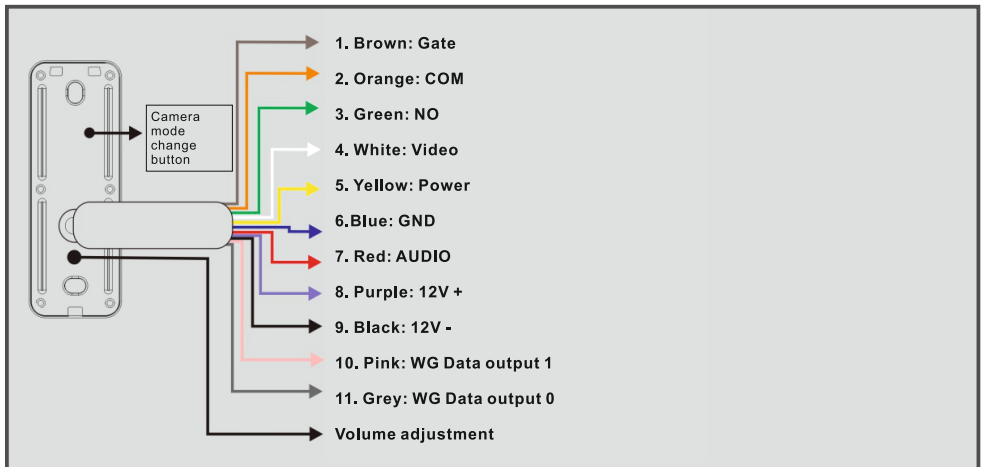 1. Brown: Gate
2. Orange: COM
3. Green: NO
Camera
mode
change
button
4. White: Video
5. Yellow: Power
6.Blue: GND
7. Red: AUDIO
8. Purple: 12V +
9. Black: 12V -
10. Pink: WG Data output 1
11. Grey: WG Data output 0
Volume adjustment